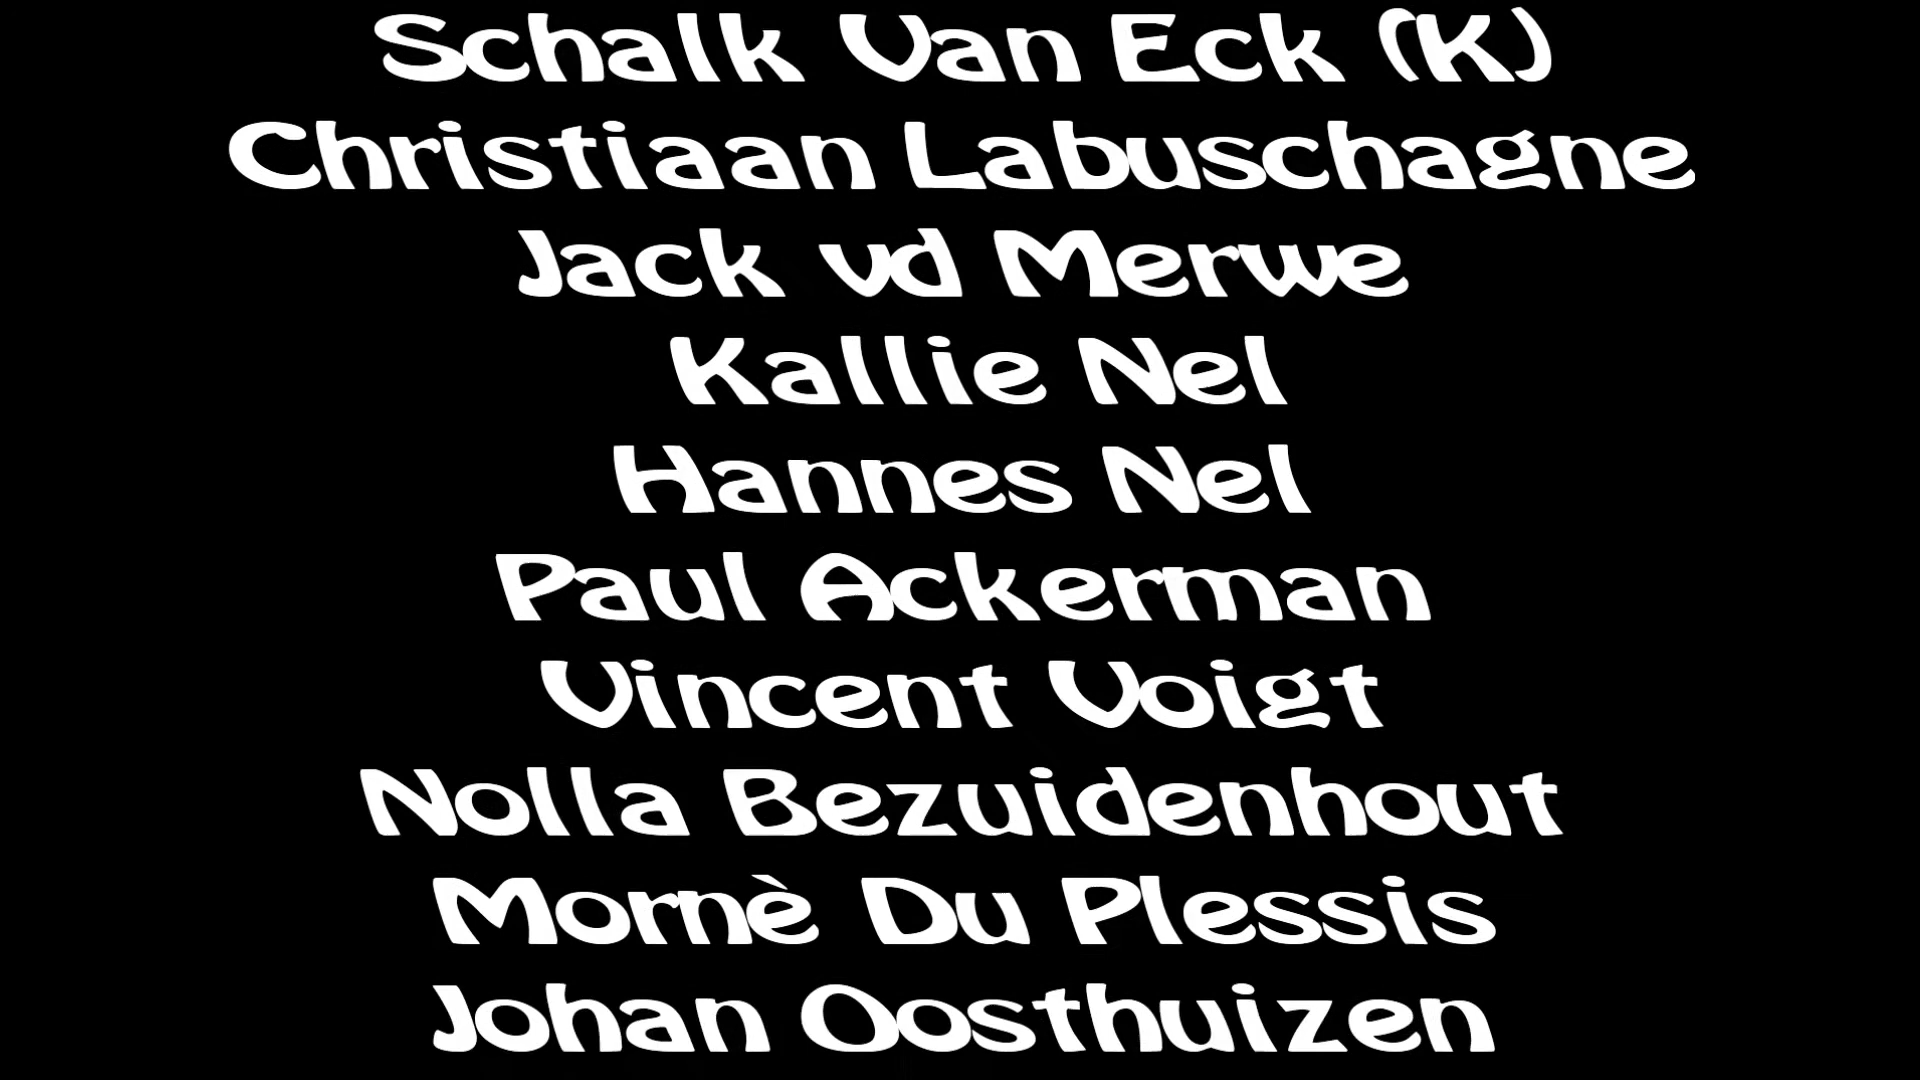 Schalk Van Eck (K)
Christiaan Labuschagne
Jack vd Merwe
Kallie Nel
Hannes Nel
Paul Ackerman
Vincent Voigt
Nolla Bezuidenhout
Mornè Du Plessis
Johan Oosthuizen